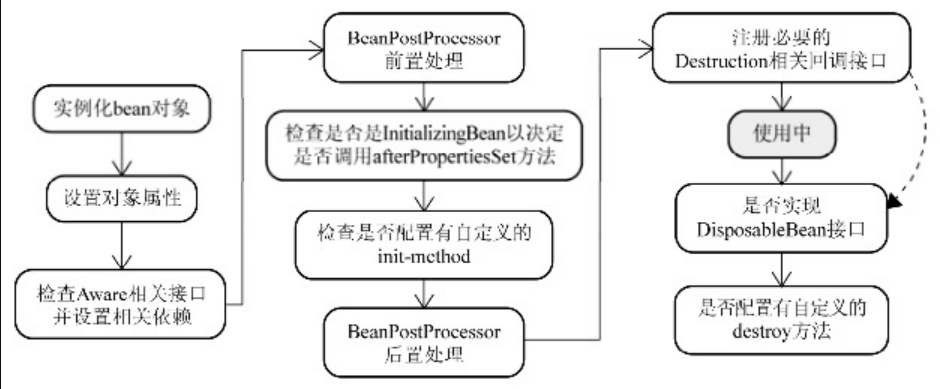 实例化bean对象
设置对象属性
检查Aware相关接口
并设置相关依赖
BeanPostProcessor
前置处理
检查是否是InitializingBean以决定
是否调用afterPropertiesSet方法
检查是否配置有自定义的
init-method
BeanPostProcessor
后置处理
注册必要的
Destruction相关回调接口
使用中
是否实现
DisposableBean接口
是否配置有自定义的
destroy方法